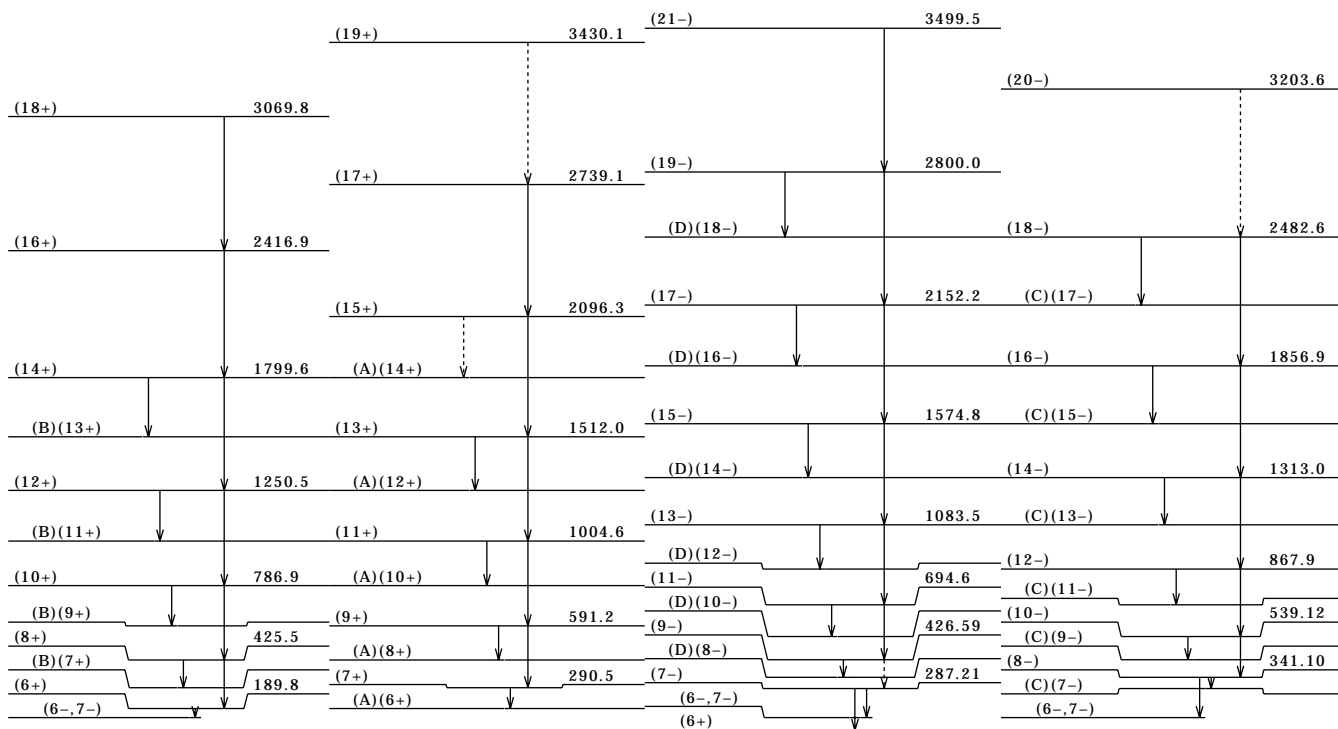 (18+) 3069.8
(16+) 2416.9
(14+) 1799.6
(B)(13+)
(12+) 1250.5
(B)(11+)
(10+) 786.9
(B)(9+)
(8+) 425.5
(B)(7+)
(6+) 189.8
(6−,7−)
(19+) 3430.1
(17+) 2739.1
(15+) 2096.3
(A)(14+)
(13+) 1512.0
(A)(12+)
(11+) 1004.6
(A)(10+)
(9+) 591.2
(A)(8+)
(7+) 290.5
(A)(6+)
(21−) 3499.5
(19−) 2800.0
(D)(18−)
(17−) 2152.2
(D)(16−)
(15−) 1574.8
(D)(14−)
(13−) 1083.5
(D)(12−)
(11−) 694.6
(D)(10−)
(9−) 426.59
(D)(8−)
(7−) 287.21
(6−,7−)
(6+)
(20−) 3203.6
(18−) 2482.6
(C)(17−)
(16−) 1856.9
(C)(15−)
(14−) 1313.0
(C)(13−)
(12−) 867.9
(C)(11−)
(10−) 539.12
(C)(9−)
(8−) 341.10
(C)(7−)
(6−,7−)